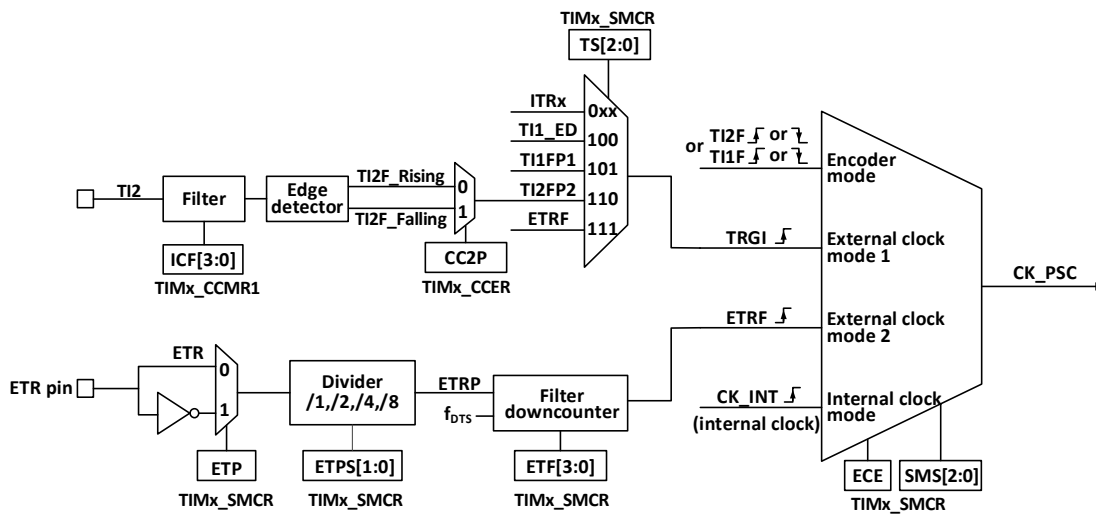 TIMx_SMCR
TS[2:0]
ITRx
0xx
TI1_ED
100
TI1FP1
101
TI2FP2
110
ETRF
111
TI2
Filter
Edge
detector
TI2F_Rising
TI2F_Falling
0
1
ICF[3:0]
TIMx_CCMR1
CC2P
TIMx_CCER
or TI2F or
TI1F or
Encoder
mode
TRGI
External clock
mode 1
ETRF
External clock
mode 2
CK_INT
(internal clock)
Internal clock
mode
CK_PSC
ECE
SMS[2:0]
TIMx_SMCR
ETR pin
ETR
0
1
ETP
TIMx_SMCR
Divider
/1,/2,/4,/8
ETPS[1:0]
TIMx_SMCR
ETRP
fDTS
Filter
downcounter
ETF[3:0]
TIMx_SMCR